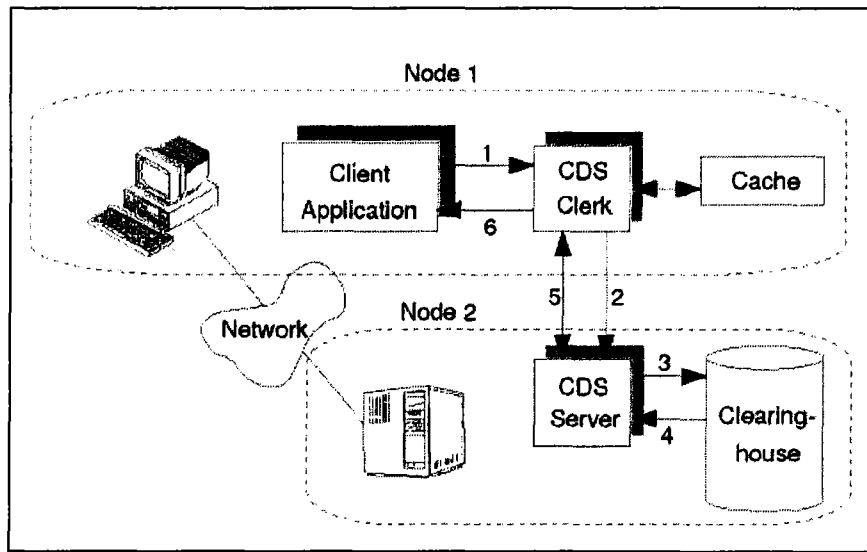 Node 1
Client
Application
1
6
CDS
Clerk
Cache
5
2
Network
Node 2
CDS
Server
3
4
Clearing-
house